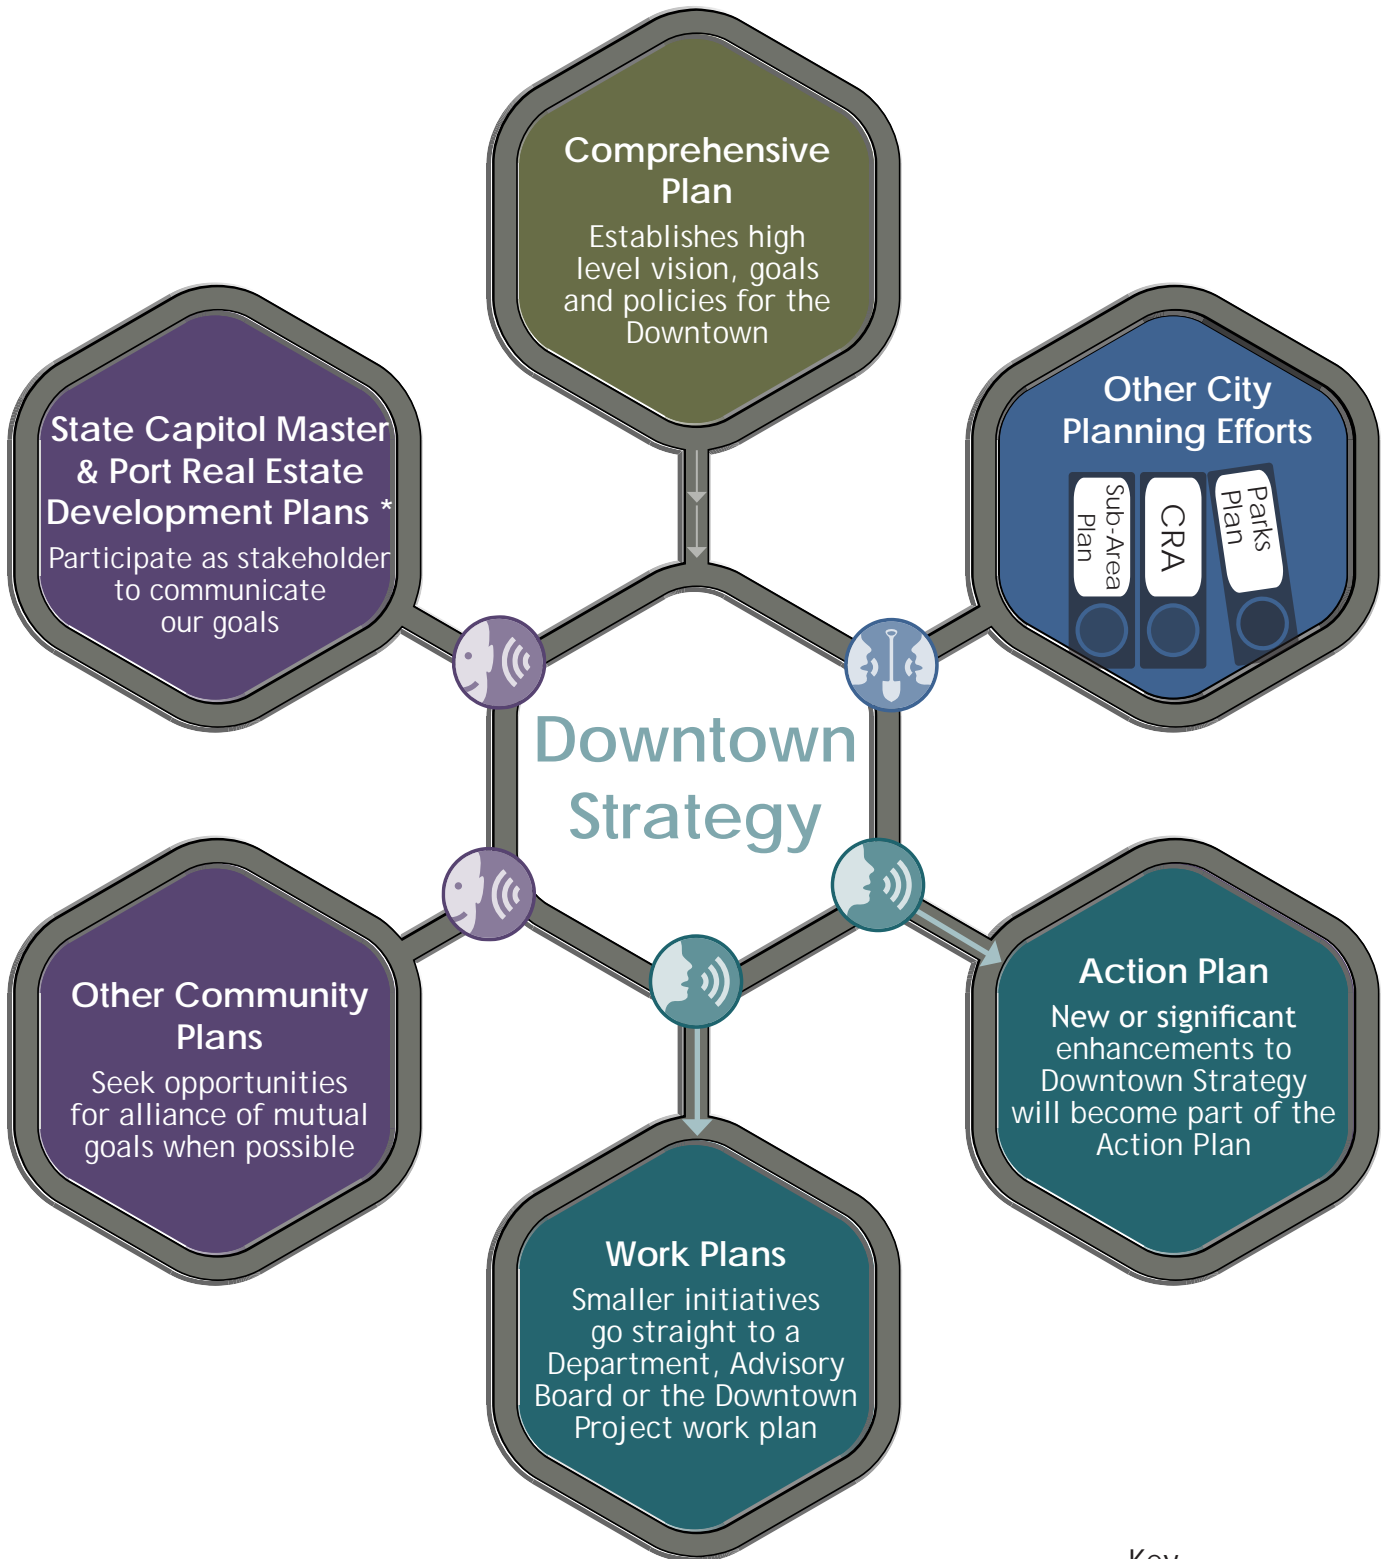 Comprehensive
Plan
Establishes high
level vision, goals
and policies for the
Downtown
State Capitol Master
& Port Real Estate
Development Plans *
Participate as stakeholder
to communicate
our goals
Other City
Planning Efforts
Sub-Area
Plan
CRA
Parks
Plan
Downtown
Strategy
Other Community
Plans
Seek opportunities
for alliance of mutual
goals when possible
Action Plan
New or significant
enhancements to
Downtown Strategy
will become part of the
Action Plan
Work Plans
Smaller initiatives
go straight to a
Department, Advisory
Board or the Downtown
Project work plan
Key